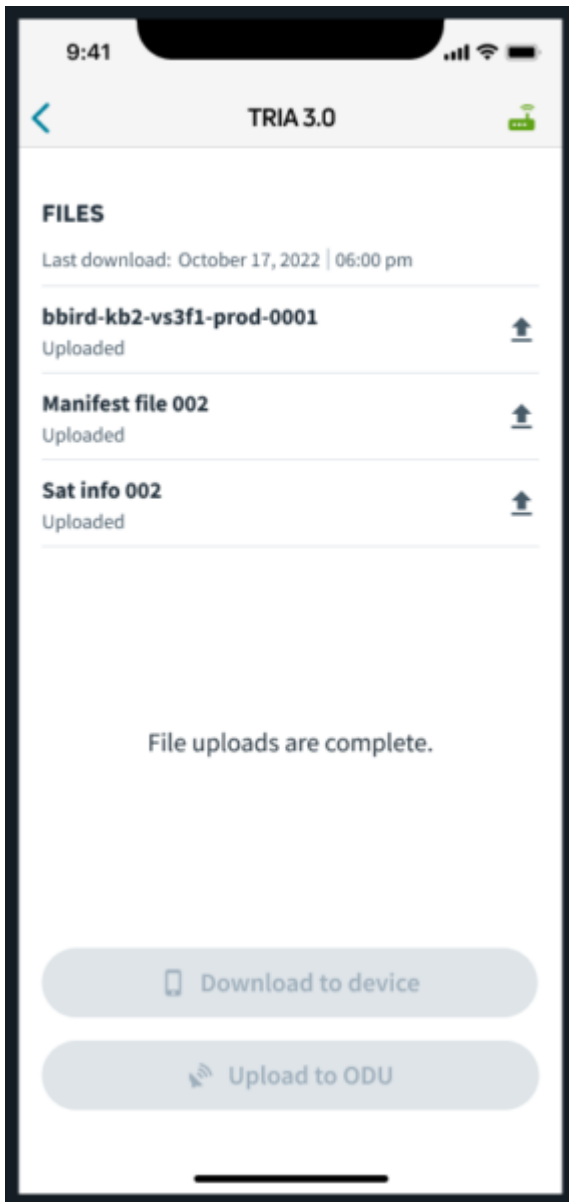 9:41
TRIA 3.0
FILES
Last download: October 17, 2022 | 06:00 pm
bbird-kb2-vs3f1-prod-0001
Uploaded
Manifest file 002
Uploaded
Sat info 002
Uploaded
File uploads are complete.
Download to device
Upload to ODU